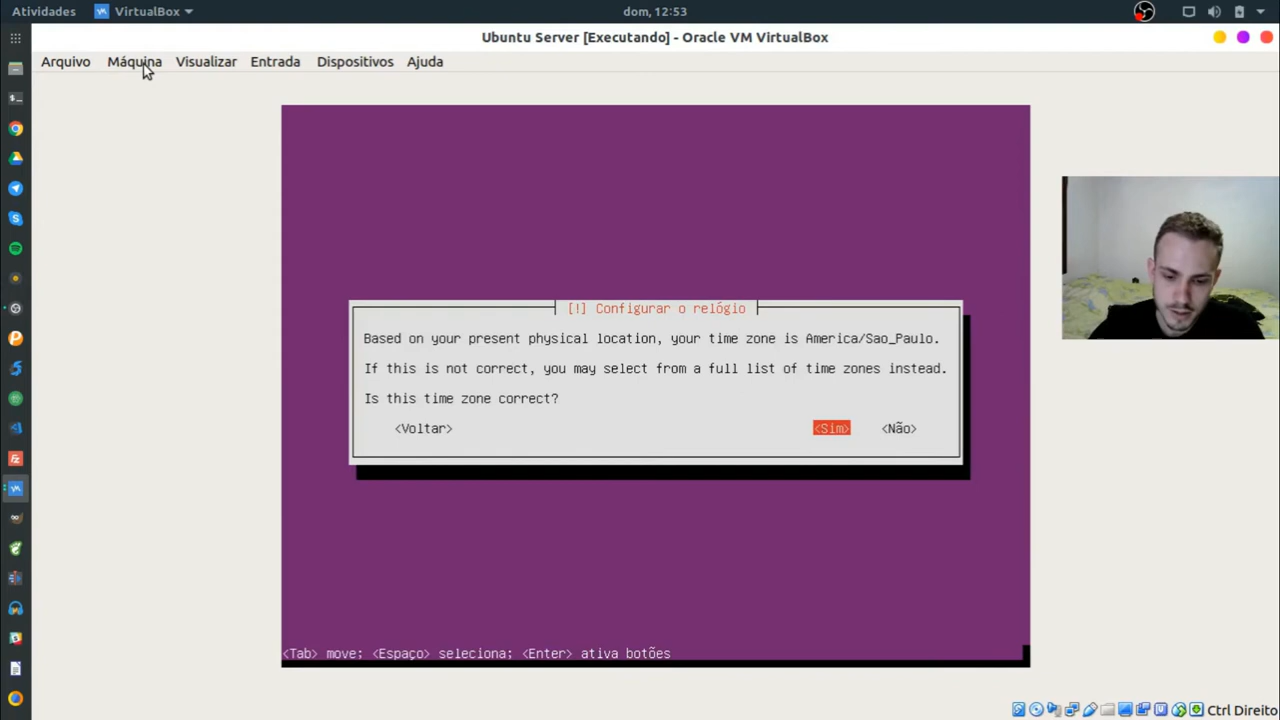 Atividades VirtualBox dom, 12:53
Ubuntu Server [Executando] - Oracle VM VirtualBox
Arquivo Máquina Visualizar Entrada Dispositivos Ajuda
[!] Configurar o relógio
Based on your present physical location, your time zone is America/Sao_Paulo.
If this is not correct, you may select from a full list of time zones instead.
Is this time zone correct?
<Voltar> <Sim> <Não>
<Tab> move; <Espaço> seleciona; <Enter> ativa botões
Ctrl Direito